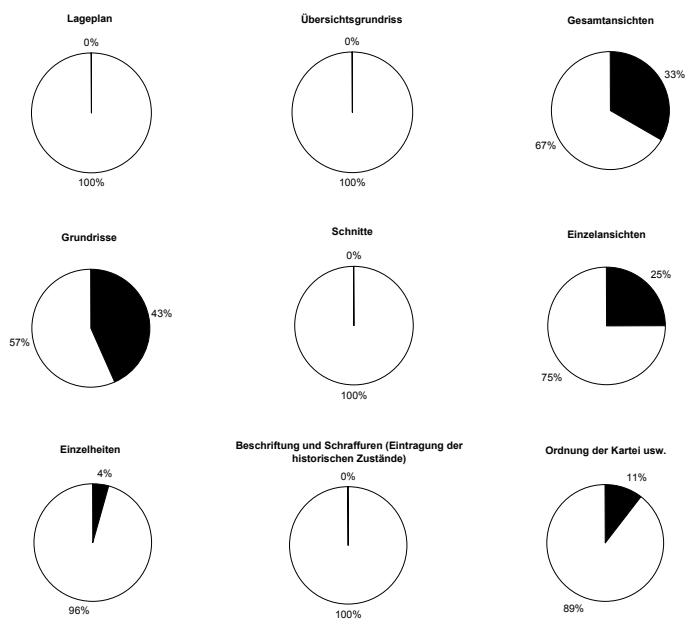 Lageplan
0%
100%
Übersichtsgrundriss
0%
100%
Gesamtansichten
33%
67%
Grundrisse
43%
57%
Schnitte
0%
100%
Einzelansichten
25%
75%
Einzelheiten
4%
96%
Beschriftung und Schraffuren (Eintragung der
historischen Zustände)
0%
100%
Ordnung der Kartei usw.
11%
89%